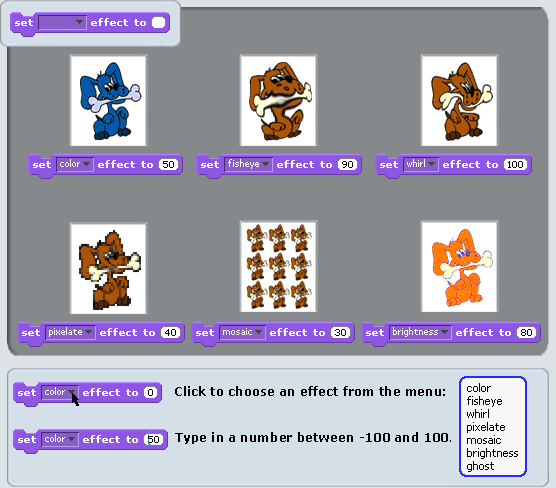 set effect to
set color effect to 50
set fisheye effect to 90
set whirl effect to 100
set pixelate effect to 40
set mosaic effect to 30
set brightness effect to 80
set color effect to 0
Click to choose an effect from the menu:
set color effect to 50
Type in a number between -100 and 100.
color
fisheye
whirl
pixelate
mosaic
brightness
ghost